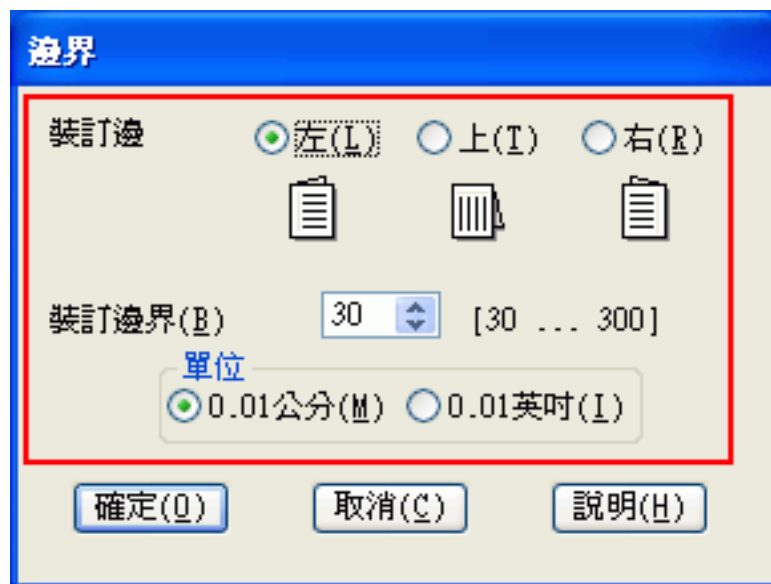 邊界
裝訂邊 左(L) 上(T) 右(R)
裝訂邊界(B) 30 [30 ... 300]
單位
0.01公分(M) 0.01英吋(I)
確定(O) 取消(C) 說明(H)